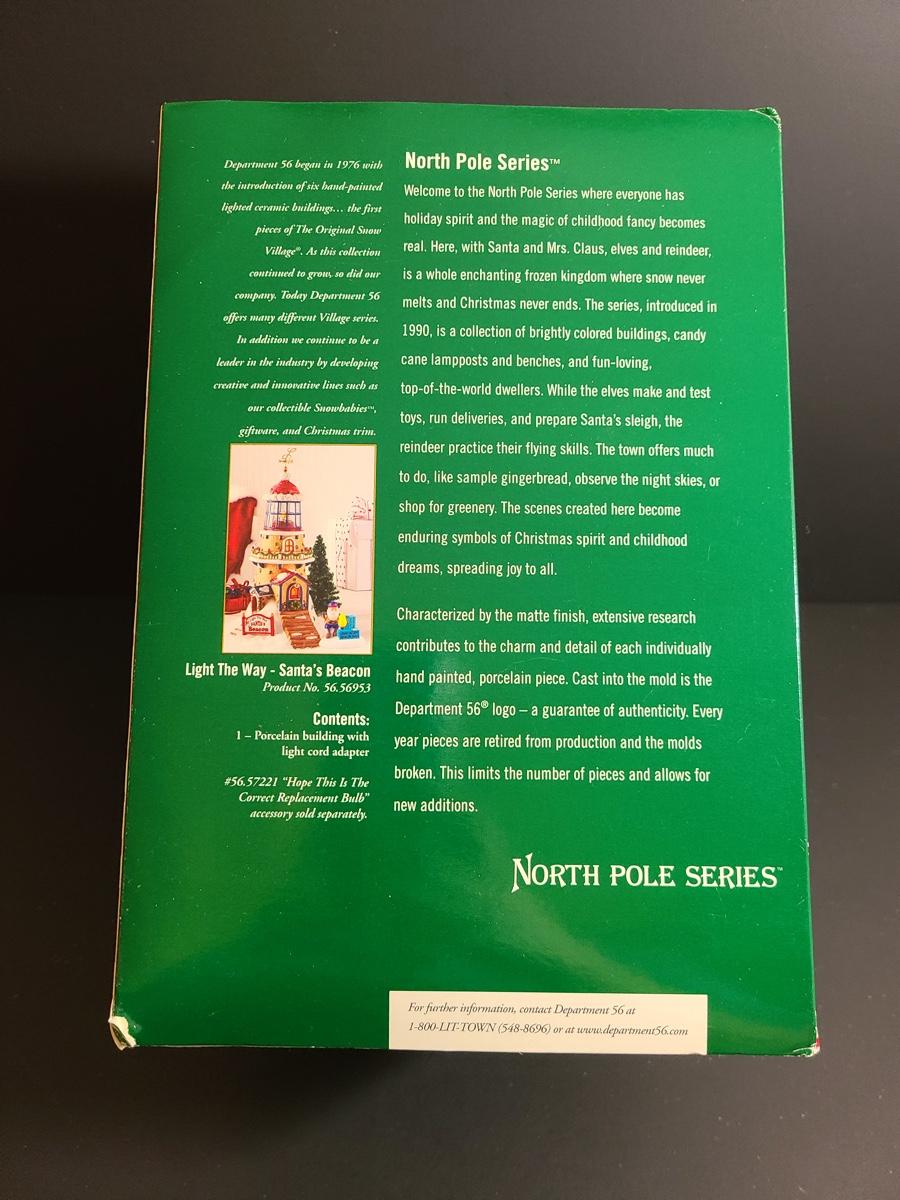 Department 56 began in 1976 with
the introduction of six hand-painted
lighted ceramic buildings... the first
pieces of The Original Snow
Village®. As this collection
continued to grow, so did our
company. Today Department 56
offers many different Village series.
In addition we continue to be a
leader in the industry by developing
creative and innovative lines such as
our collectible Snowbabies™,
giftware, and Christmas trim.
Santa's
Beacon
Light The Way - Santa's Beacon
Product No. 56.56953
Contents:
1 – Porcelain building with
light cord adapter
#56.57221 "Hope This Is The
Correct Replacement Bulb"
accessory sold separately.
North Pole Series™
Welcome to the North Pole Series where everyone has
holiday spirit and the magic of childhood fancy becomes
real. Here, with Santa and Mrs. Claus, elves and reindeer,
is a whole enchanting frozen kingdom where snow never
melts and Christmas never ends. The series, introduced in
1990, is a collection of brightly colored buildings, candy
cane lampposts and benches, and fun-loving,
top-of-the-world dwellers. While the elves make and test
toys, run deliveries, and prepare Santa's sleigh, the
reindeer practice their flying skills. The town offers much
to do, like sample gingerbread, observe the night skies, or
shop for greenery. The scenes created here become
enduring symbols of Christmas spirit and childhood
dreams, spreading joy to all.
Characterized by the matte finish, extensive research
contributes to the charm and detail of each individually
hand painted, porcelain piece. Cast into the mold is the
Department 56® logo – a guarantee of authenticity. Every
year pieces are retired from production and the molds
broken. This limits the number of pieces and allows for
new additions.
NORTH POLE SERIES™
For further information, contact Department 56 at
1-800-LIT-TOWN (548-8696) or at www.department56.com